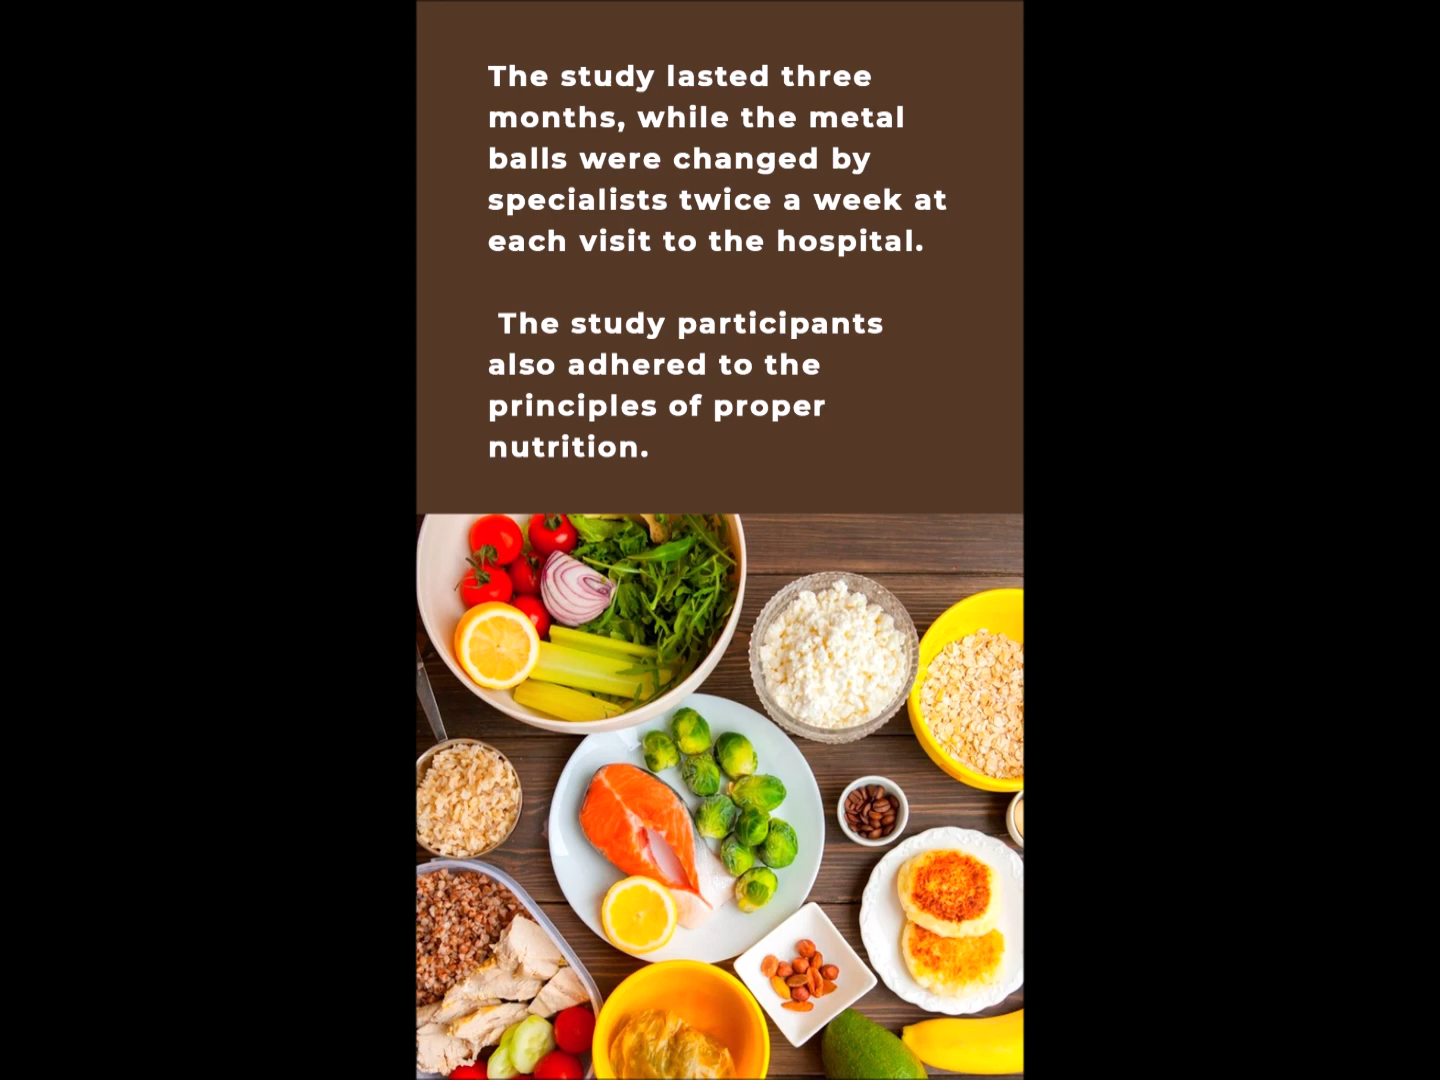 The study lasted three
months, while the metal
balls were changed by
specialists twice a week at
each visit to the hospital.
The study participants
also adhered to the
principles of proper
nutrition.